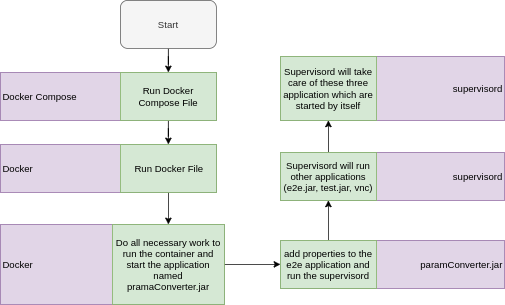 Start
Docker Compose
Run Docker
Compose File
Docker
Run Docker File
Docker
Do all necessary work to
run the container and
start the application
named
pramaConverter.jar
add properties to the
e2e application and
run the supervisord
paramConverter.jar
Supervisord will run
other applications
(e2e.jar, test.jar, vnc)
supervisord
Supervisord will take
care of these three
application which are
started by itself
supervisord